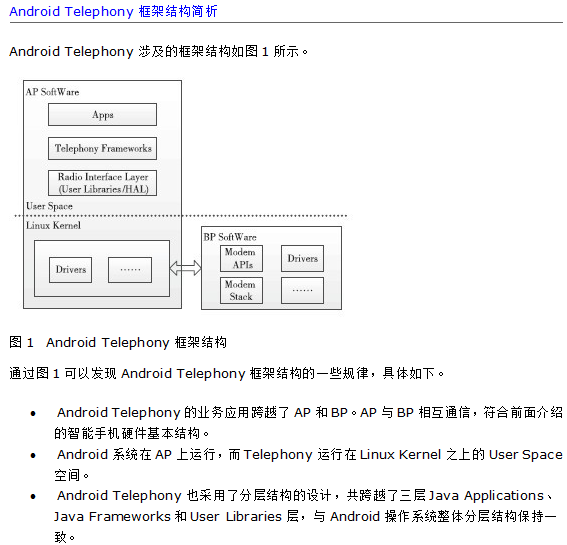 Android Telephony 框架结构简析
Android Telephony 涉及的框架结构如图 1 所示。
AP SoftWare
Apps
Telephony Frameworks
Radio Interface Layer
(User Libraries/HAL)
User Space
Linux Kernel
Drivers
......
BP SoftWare
Modem
APIs
Drivers
Modem
Stack
......
图 1 Android Telephony 框架结构
通过图 1 可以发现 Android Telephony 框架结构的一些规律，具体如下。
● Android Telephony 的业务应用跨越了 AP 和 BP。AP 与 BP 相互通信，符合前面介绍
的智能手机硬件基本结构。
● Android 系统在 AP 上运行，而 Telephony 运行在 Linux Kernel 之上的 User Space
空间。
● Android Telephony 也采用了分层结构的设计，共跨越了三层 Java Applications、
Java Frameworks 和 User Libraries 层，与 Android 操作系统整体分层结构保持一
致。